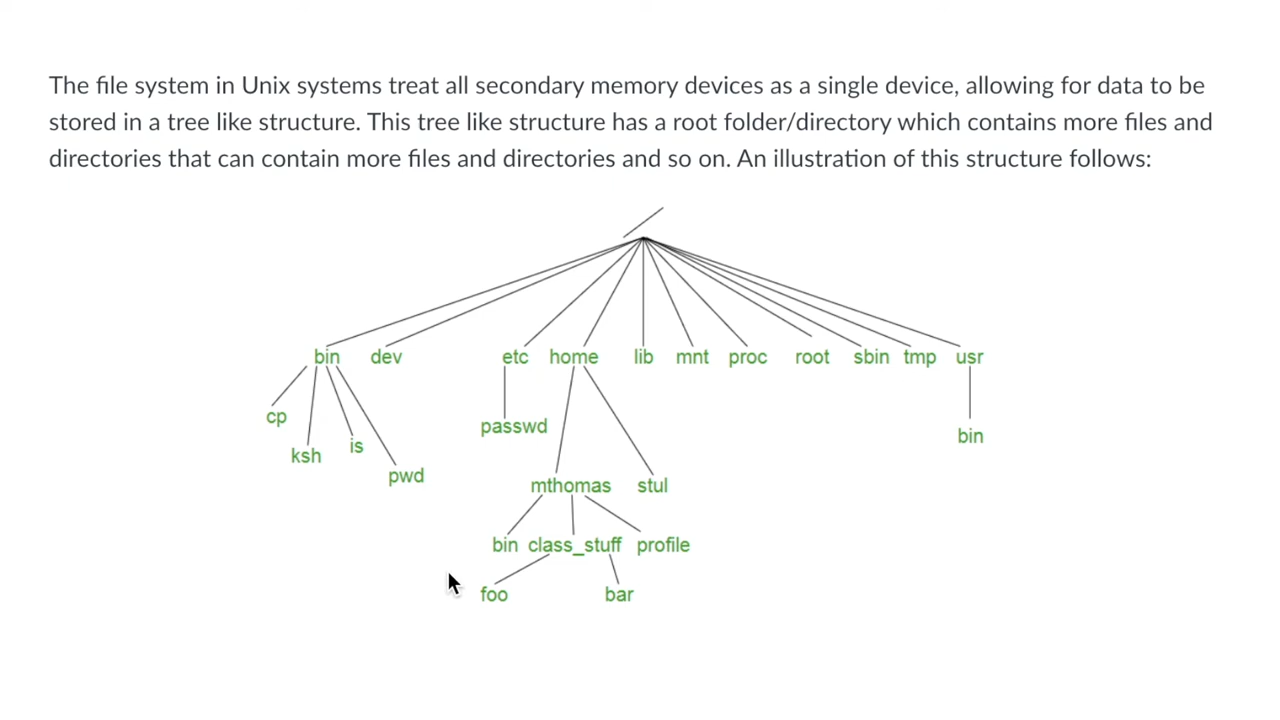 The file system in Unix systems treat all secondary memory devices as a single device, allowing for data to be
stored in a tree like structure. This tree like structure has a root folder/directory which contains more files and
directories that can contain more files and directories and so on. An illustration of this structure follows:
/
bin dev etc home lib mnt proc root sbin tmp usr
cp
ksh
is
pwd
passwd
bin
mthomas stul
bin class_stuff profile
foo bar